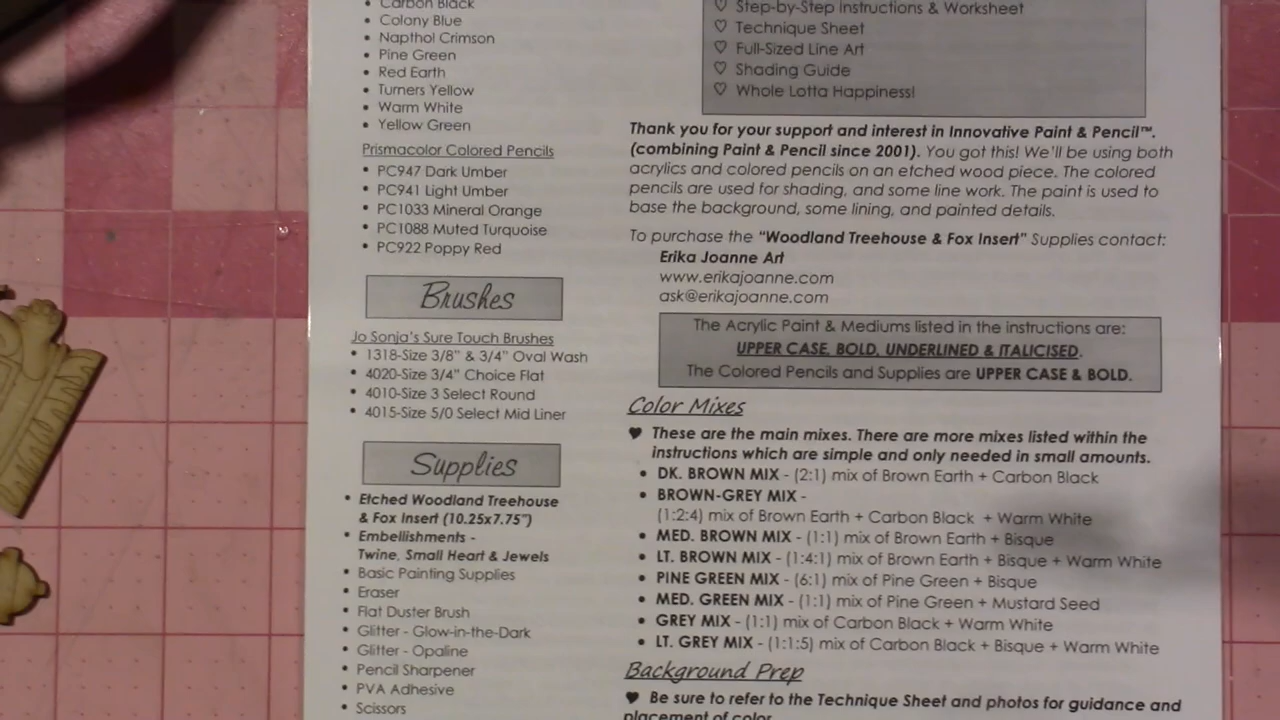 Carbon Black
• Colony Blue
• Napthol Crimson
• Pine Green
• Red Earth
• Turners Yellow
• Warm White
• Yellow Green
Prismacolor Colored Pencils
• PC947 Dark Umber
• PC941 Light Umber
• PC1033 Mineral Orange
• PC1088 Muted Turquoise
• PC922 Poppy Red
Brushes
Jo Sonja's Sure Touch Brushes
• 1318-Size 3/8" & 3/4" Oval Wash
• 4020-Size 3/4" Choice Flat
• 4010-Size 3 Select Round
• 4015-Size 5/0 Select Mid Liner
Supplies
• Etched Woodland Treehouse
& Fox Insert (10.25x7.75")
• Embellishments -
Twine, Small Heart & Jewels
• Basic Painting Supplies
• Eraser
• Flat Duster Brush
• Glitter - Glow-in-the-Dark
• Glitter - Opaline
• Pencil Sharpener
• PVA Adhesive
• Scissors
♡ Step-by-Step Instructions & Worksheet
♡ Technique Sheet
♡ Full-Sized Line Art
♡ Shading Guide
♡ Whole Lotta Happiness!
Thank you for your support and interest in Innovative Paint & Pencil™.
(combining Paint & Pencil since 2001). You got this! We'll be using both
acrylics and colored pencils on an etched wood piece. The colored
pencils are used for shading, and some line work. The paint is used to
base the background, some lining, and painted details.
To purchase the "Woodland Treehouse & Fox Insert" Supplies contact:
Erika Joanne Art
www.erikajoanne.com
ask@erikajoanne.com
The Acrylic Paint & Mediums listed in the instructions are:
UPPER CASE, BOLD, UNDERLINED & ITALICISED.
The Colored Pencils and Supplies are UPPER CASE & BOLD.
Color Mixes
♥ These are the main mixes. There are more mixes listed within the
instructions which are simple and only needed in small amounts.
• DK. BROWN MIX - (2:1) mix of Brown Earth + Carbon Black
• BROWN-GREY MIX -
(1:2:4) mix of Brown Earth + Carbon Black + Warm White
• MED. BROWN MIX - (1:1) mix of Brown Earth + Bisque
• LT. BROWN MIX - (1:4:1) mix of Brown Earth + Bisque + Warm White
• PINE GREEN MIX - (6:1) mix of Pine Green + Bisque
• MED. GREEN MIX - (1:1) mix of Pine Green + Mustard Seed
• GREY MIX - (1:1) mix of Carbon Black + Warm White
• LT. GREY MIX - (1:1:5) mix of Carbon Black + Bisque + Warm White
Background Prep
♥ Be sure to refer to the Technique Sheet and photos for guidance and
placement of color.